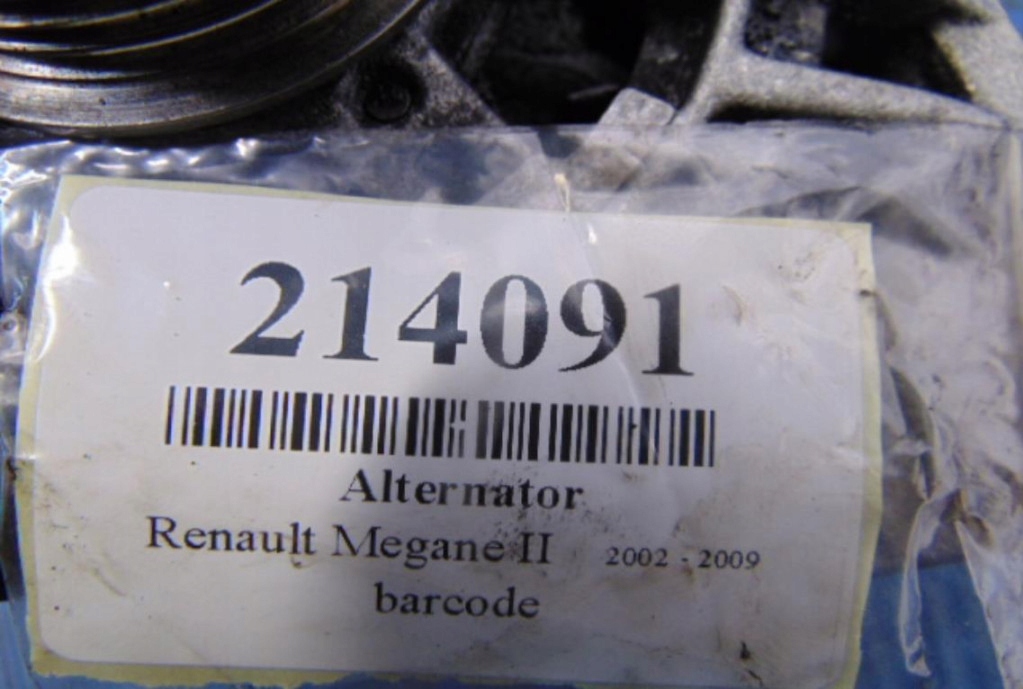 214091
Alternator
Renault Megane II 2002 - 2009
barcode